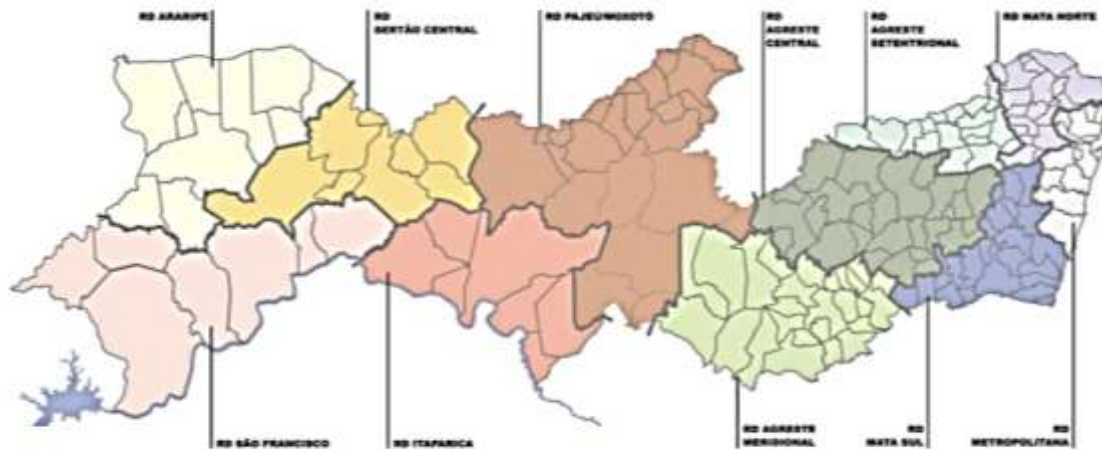 RD ARARIPE
RD
SERTÃO CENTRAL
RD PAJEÚ/MOXOTÓ
RD
AGRESTE
CENTRAL
RD
AGRESTE
SETENTRIONAL
RD MATA NORTE
RD SÃO FRANCISCO
RD ITAPARICA
RD AGRESTE
MERIDIONAL
RD
MATA SUL
RD
METROPOLITANA